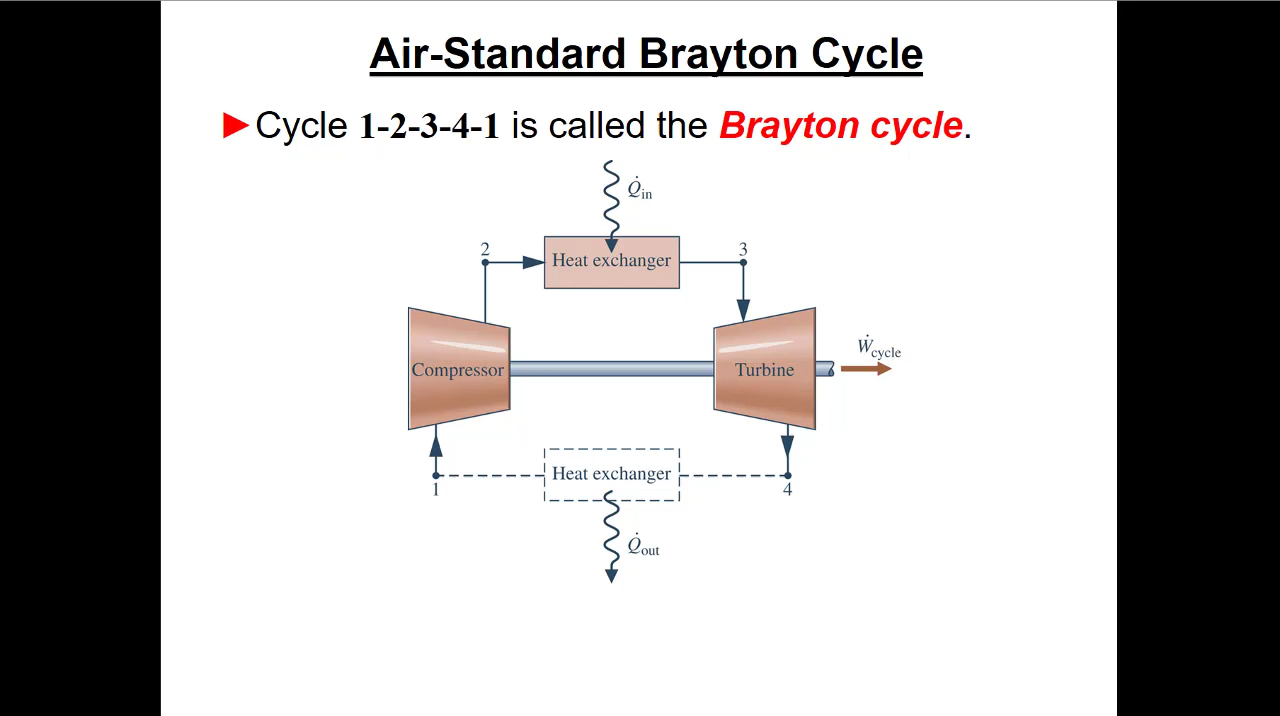 Air-Standard Brayton Cycle
►Cycle 1-2-3-4-1 is called the Brayton cycle.
Q̇in
2
Heat exchanger
3
Compressor
Turbine
Ẇcycle
1
Heat exchanger
4
Q̇out